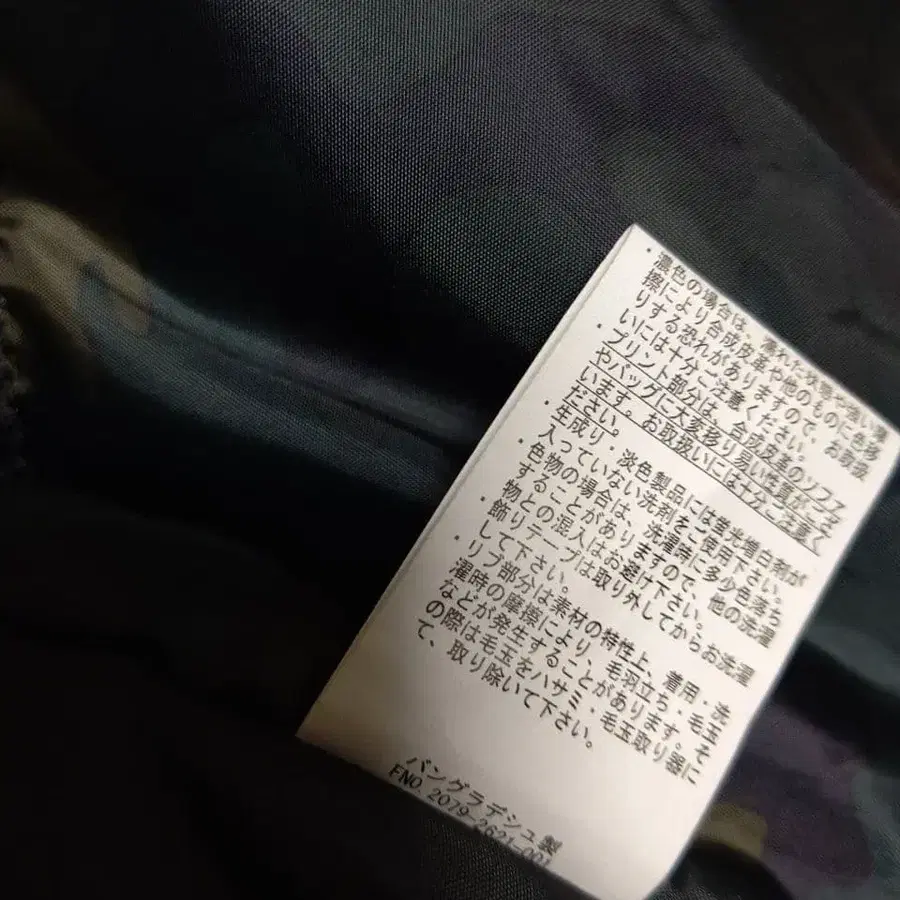 ・濃色の場合は、濡れた状態や強い摩
擦により合成皮革や他のものに色移
りする恐れがありますので、お取扱
いには十分ご注意ください。
・プリント部分は、合成皮革のソファ
やバッグに大変移り易い性質がござ
います。お取扱いには十分ご注意く
ださい。
・生成り・淡色製品には蛍光増白剤が
入っていない洗剤をご使用下さい。
色物の場合は、洗濯時に多少色落ち
することがありますので、他の洗濯
物との混入はお避け下さい。
・飾りテープは取り外してからお洗濯
して下さい。
・リブ部分は素材の特性上、着用・洗
濯時の摩擦により、毛羽立ち・毛玉
などが発生することがあります。そ
の際は毛玉をハサミ・毛玉取り器に
て、取り除いて下さい。
バングラデシュ製
FNO.2079-2621-001